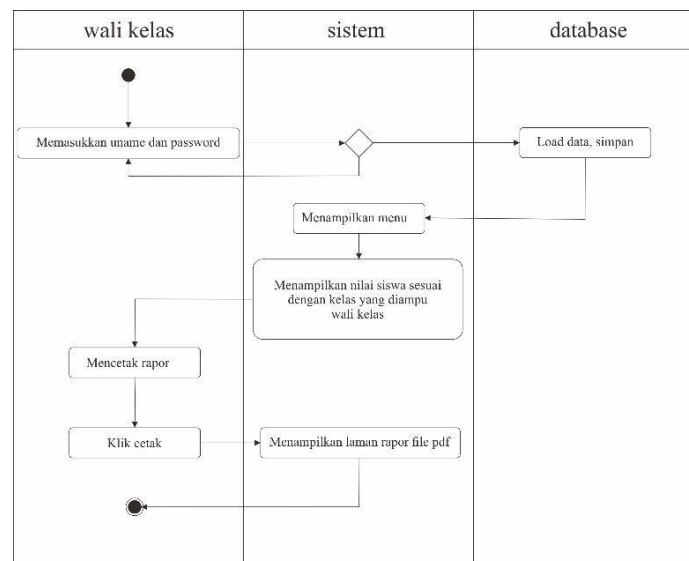 wali kelas
sistem
database
Memasukkan uname dan password
Load data, simpan
Menampilkan menu
Menampilkan nilai siswa sesuai
dengan kelas yang diampu
wali kelas
Mencetak rapor
Klik cetak
Menampilkan laman rapor file pdf